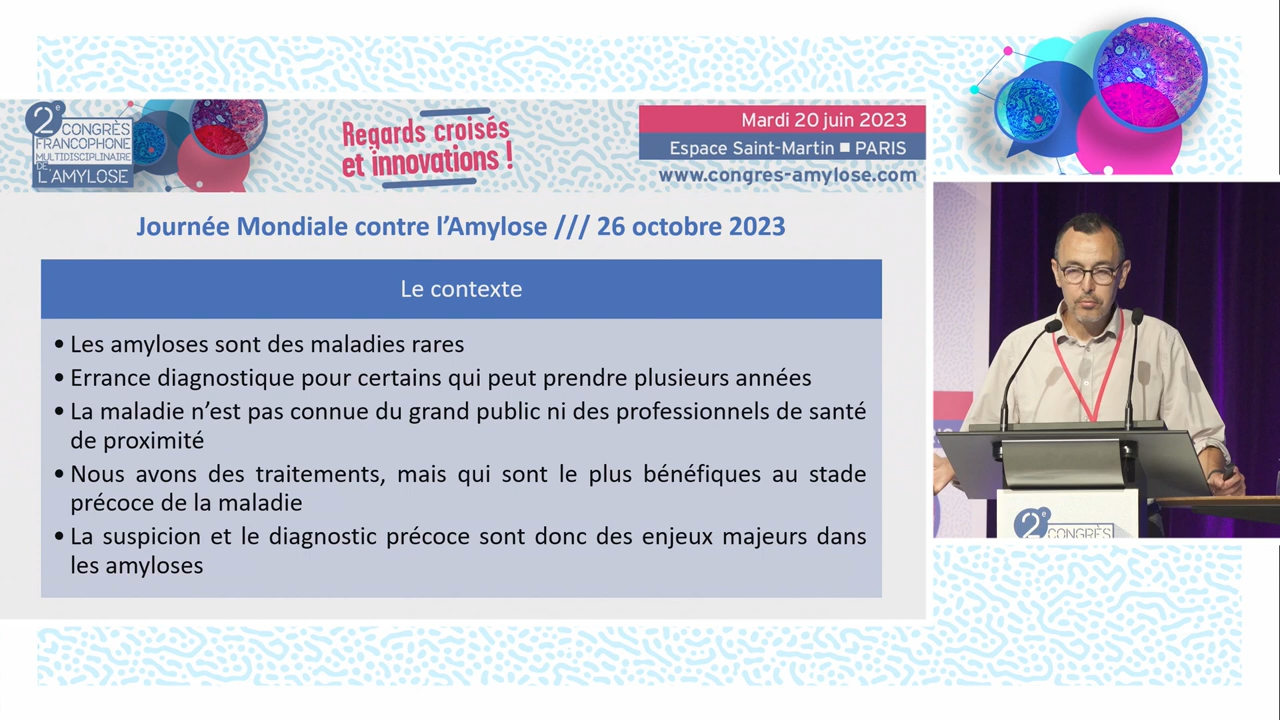 2e CONGRÈS
FRANCOPHONE
MULTIDISCIPLINAIRE
DE
L'AMYLOSE
Regards croisés
et innovations !
Mardi 20 juin 2023
Espace Saint-Martin ■ PARIS
www.congres-amylose.com
Journée Mondiale contre l’Amylose /// 26 octobre 2023
Le contexte
• Les amyloses sont des maladies rares
• Errance diagnostique pour certains qui peut prendre plusieurs années
• La maladie n’est pas connue du grand public ni des professionnels de santé
de proximité
• Nous avons des traitements, mais qui sont le plus bénéfiques au stade
précoce de la maladie
• La suspicion et le diagnostic précoce sont donc des enjeux majeurs dans
les amyloses
2e
CONGRÈS